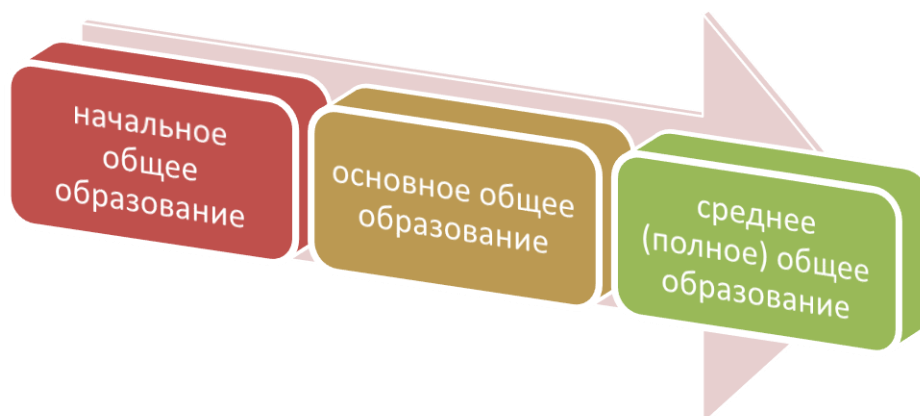 начальное
общее
образование
основное общее
образование
среднее
(полное) общее
образование